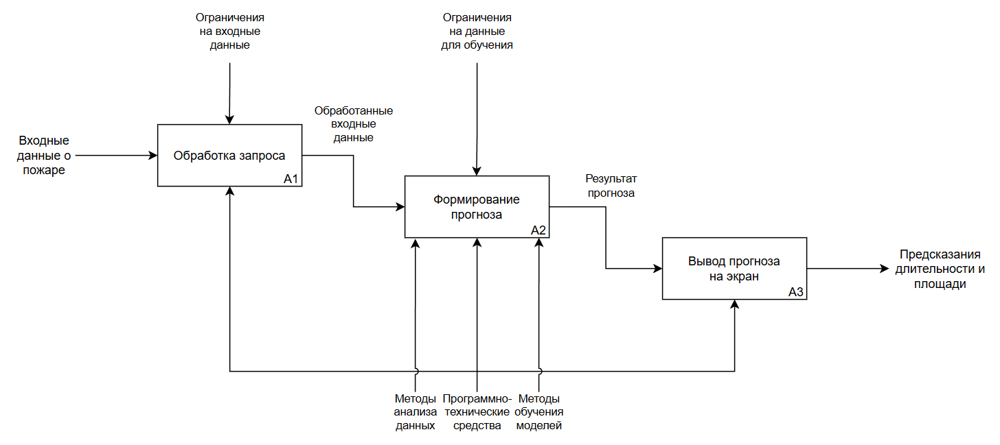 Ограничения
на входные
данные
Ограничения
на данные
для обучения
Обработанные
входные
данные
Входные
данные о
пожаре
Обработка запроса
A1
Результат
прогноза
Формирование
прогноза
A2
Вывод прогноза
на экран
A3
Предсказания
длительности и
площади
Методы
анализа
данных
Программно-
технические
средства
Методы
обучения
моделей